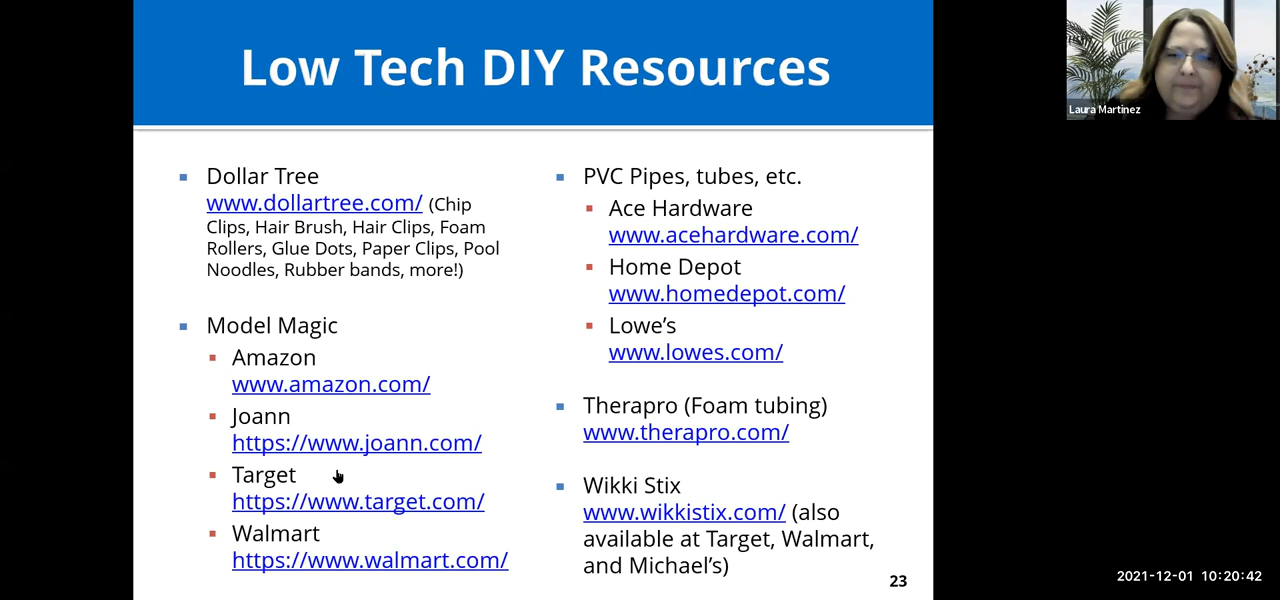 Low Tech DIY Resources
Dollar Tree
www.dollartree.com/ (Chip
Clips, Hair Brush, Hair Clips, Foam
Rollers, Glue Dots, Paper Clips, Pool
Noodles, Rubber bands, more!)
Model Magic
Amazon
www.amazon.com/
Joann
https://www.joann.com/
Target
https://www.target.com/
Walmart
https://www.walmart.com/
PVC Pipes, tubes, etc.
Ace Hardware
www.acehardware.com/
Home Depot
www.homedepot.com/
Lowe’s
www.lowes.com/
Therapro (Foam tubing)
www.therapro.com/
Wikki Stix
www.wikkistix.com/ (also
available at Target, Walmart,
and Michael’s)
23
Laura Martinez
2021-12-01 10:20:42